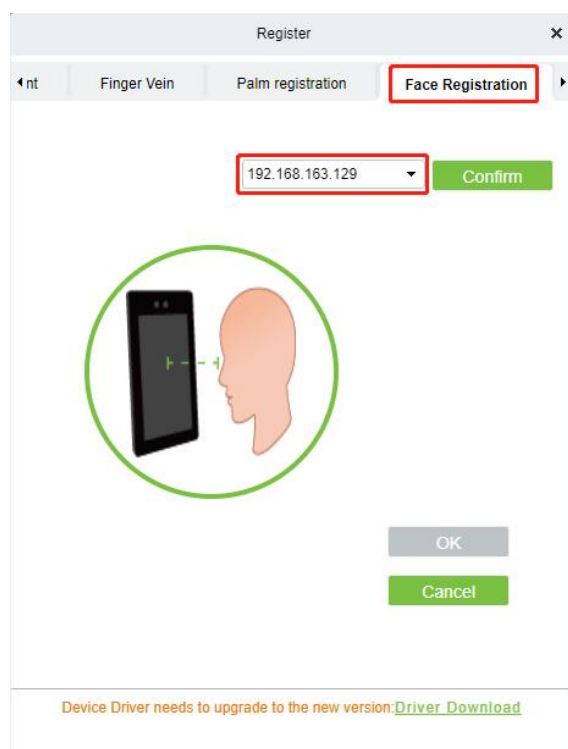 Register
nt Finger Vein Palm registration Face Registration
192.168.163.129 Confirm
OK
Cancel
Device Driver needs to upgrade to the new version:Driver Download